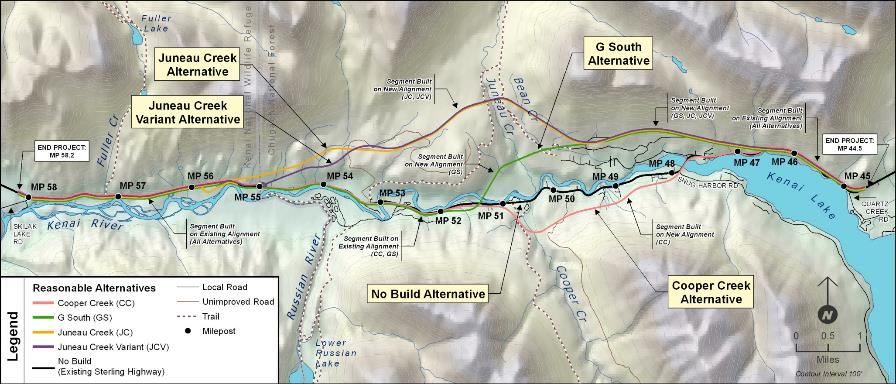 Fuller
Lake
Kenai National Wildlife Refuge
Chugach National Forest
Juneau Creek
Alternative
Juneau Creek
Variant Alternative
G South
Alternative
Segment Built
on New Alignment
(JC, JCV)
Bean Cr
Juneau Cr
Segment Built
on New Alignment
(GS, JC, JCV)
Segment Built
on Existing Alignment
(All Alternatives)
Fuller Cr
END PROJECT:
MP 58.2
END PROJECT:
MP 44.5
Segment Built
on New Alignment
(GS)
MP 58
MP 57
MP 56
MP 55
MP 54
MP 53
MP 52
MP 51
MP 50
MP 49
MP 48
MP 47
MP 46
MP 45
SNUG HARBOR RD
Kenai Lake
QUARTZ
CREEK
RD
SKILAK
LAKE
RD
Kenai River
Segment Built
on Existing Alignment
(All Alternatives)
Segment Built
on Existing Alignment
(CC, GS)
Segment Built
on New Alignment
(CC)
Russian River
No Build Alternative
Cooper Cr
Cooper Creek
Alternative
Lower
Russian
Lake
Legend
Reasonable Alternatives
Cooper Creek (CC)
G South (GS)
Juneau Creek (JC)
Juneau Creek Variant (JCV)
No Build
(Existing Sterling Highway)
Local Road
Unimproved Road
Trail
Milepost
N
0 0.5 1
Miles
Contour Interval 100'